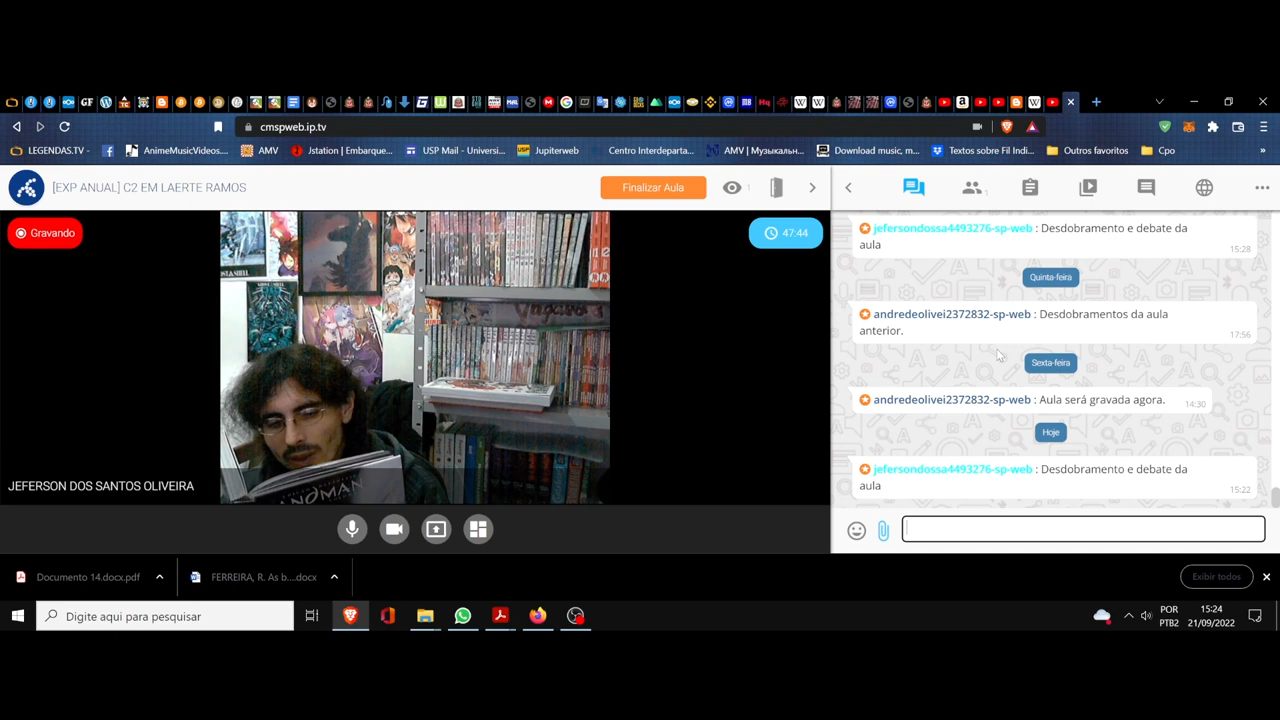 cmspweb.ip.tv
LEGENDAS.TV -
AnimeMusicVideos...
AMV
Jstation | Embarque...
USP Mail - Universi...
Jupiterweb
Centro Interdeparta...
AMV | Музыкальн...
Download music, m...
Textos sobre Fil Indi...
Outros favoritos
Cpo
»
[EXP ANUAL] C2 EM LAERTE RAMOS
Finalizar Aula
1
1
Gravando
47:44
JEFERSON DOS SANTOS OLIVEIRA
jefersondossa4493276-sp-web : Desdobramento e debate da
aula
15:28
Quinta-feira
andredeolivei2372832-sp-web : Desdobramentos da aula
anterior.
17:56
Sexta-feira
andredeolivei2372832-sp-web : Aula será gravada agora.
14:30
Hoje
jefersondossa4493276-sp-web : Desdobramento e debate da
aula
15:22
Documento 14.docx.pdf
FERREIRA, R. As b....docx
Exibir todos
Digite aqui para pesquisar
POR
PTB2
15:24
21/09/2022